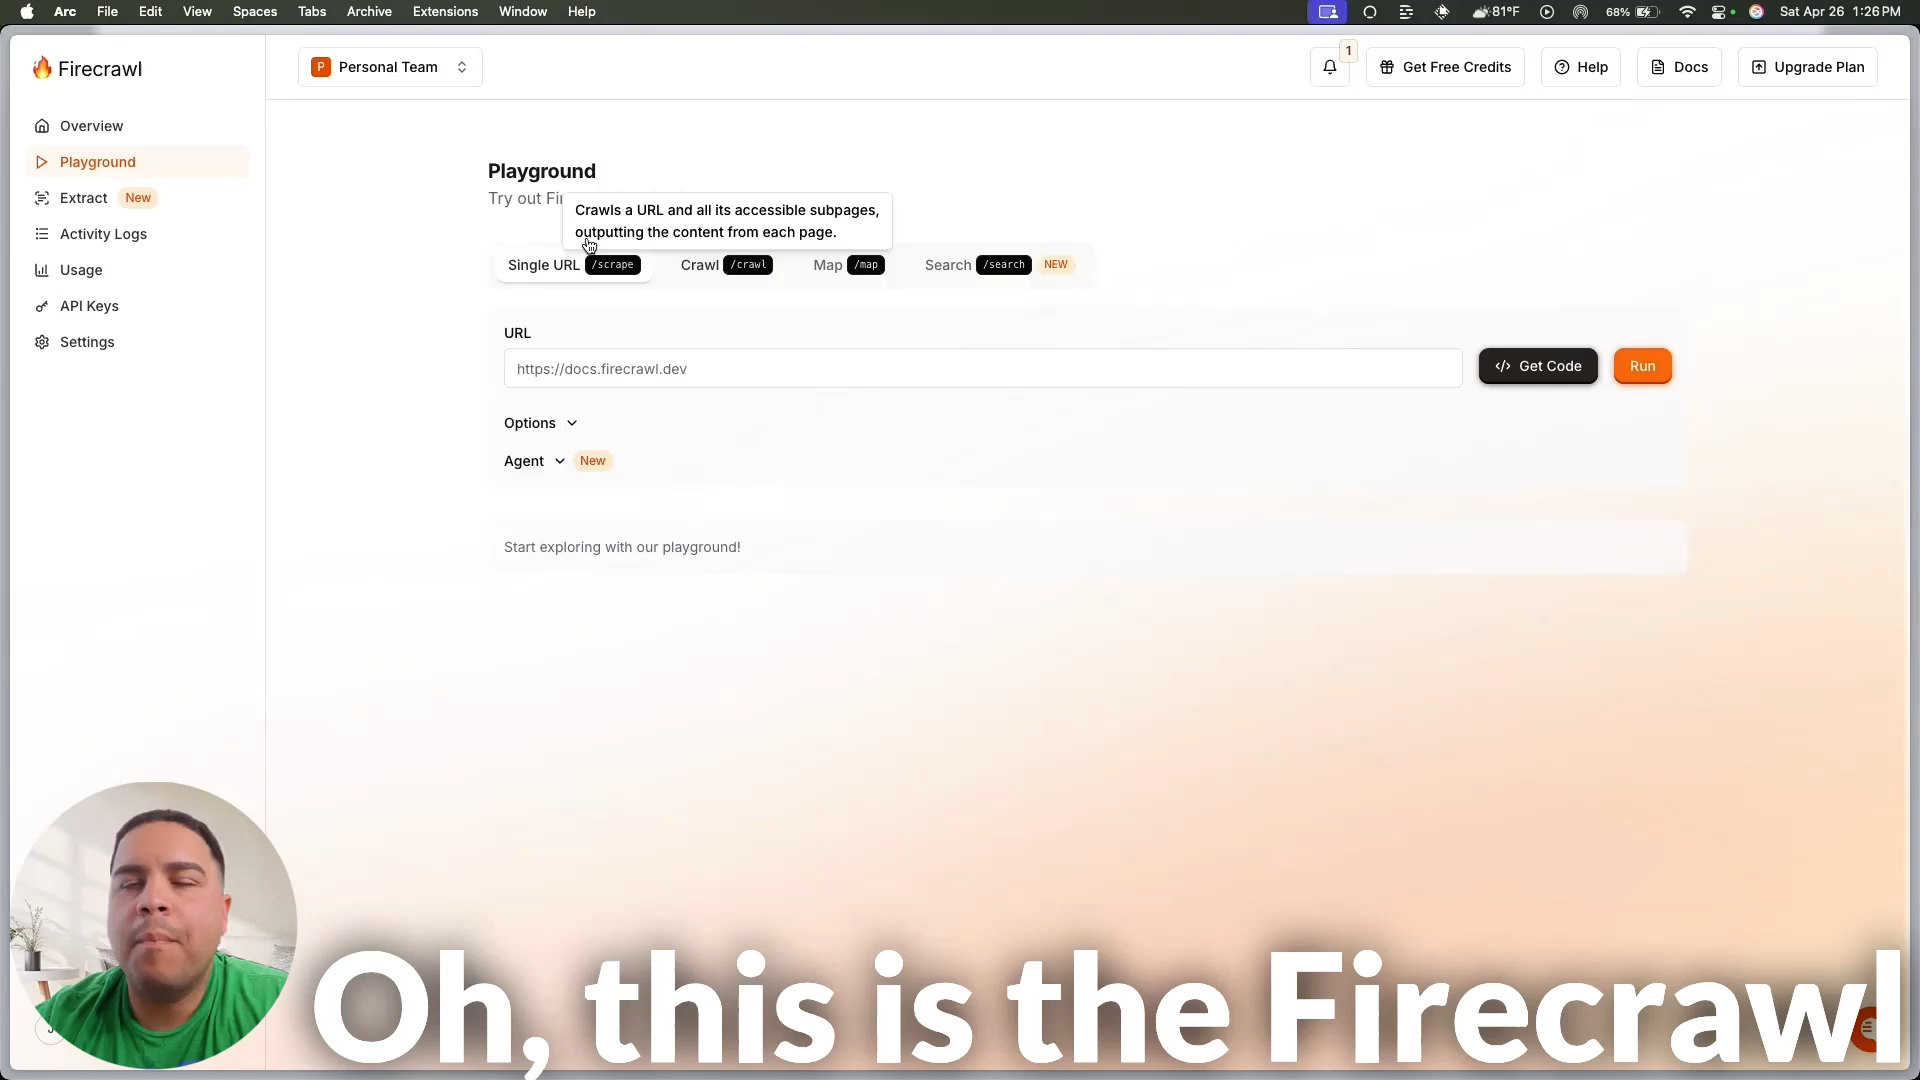 Arc File Edit View Spaces Tabs Archive Extensions Window Help 81°F 68% Sat Apr 26 1:26 PM
Firecrawl
P Personal Team
1
Get Free Credits
Help
Docs
Upgrade Plan
Overview
Playground
Extract New
Activity Logs
Usage
API Keys
Settings
Playground
Try out Fi
Crawls a URL and all its accessible subpages,
outputting the content from each page.
Single URL /scrape
Crawl /crawl
Map /map
Search /search NEW
URL
https://docs.firecrawl.dev
</> Get Code
Run
Options
Agent New
Start exploring with our playground!
Oh, this is the Firecrawl